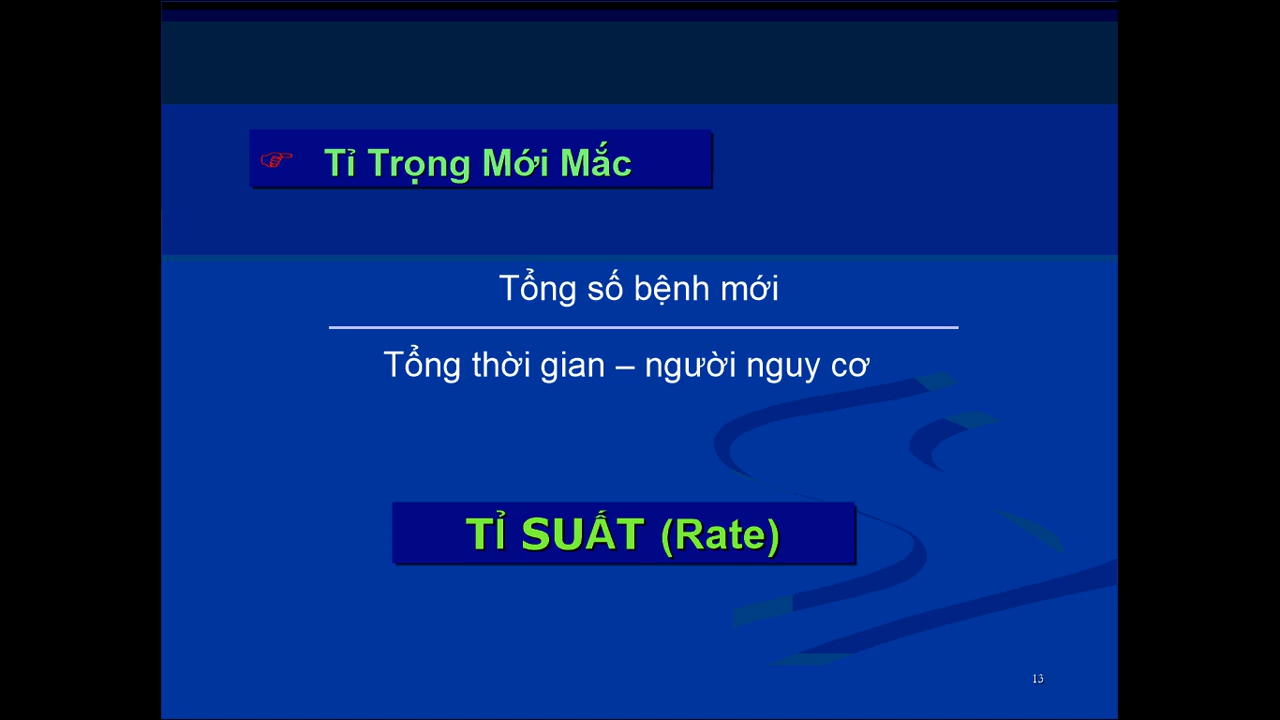 Tỉ Trọng Mới Mắc
Tổng số bệnh mới
Tổng thời gian – người nguy cơ
TỈ SUẤT (Rate)
13